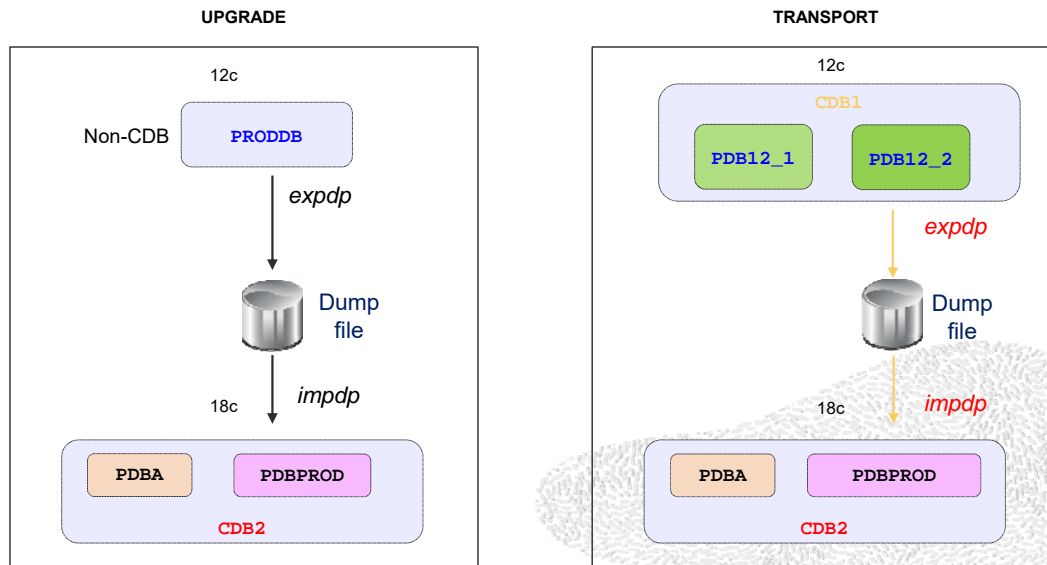 UPGRADE
12c
Non-CDB
PRODDB
expdp
Dump
file
impdp
18c
PDBA
PDBPROD
CDB2
TRANSPORT
12c
CDB1
PDB12_1
PDB12_2
expdp
Dump
file
impdp
18c
PDBA
PDBPROD
CDB2